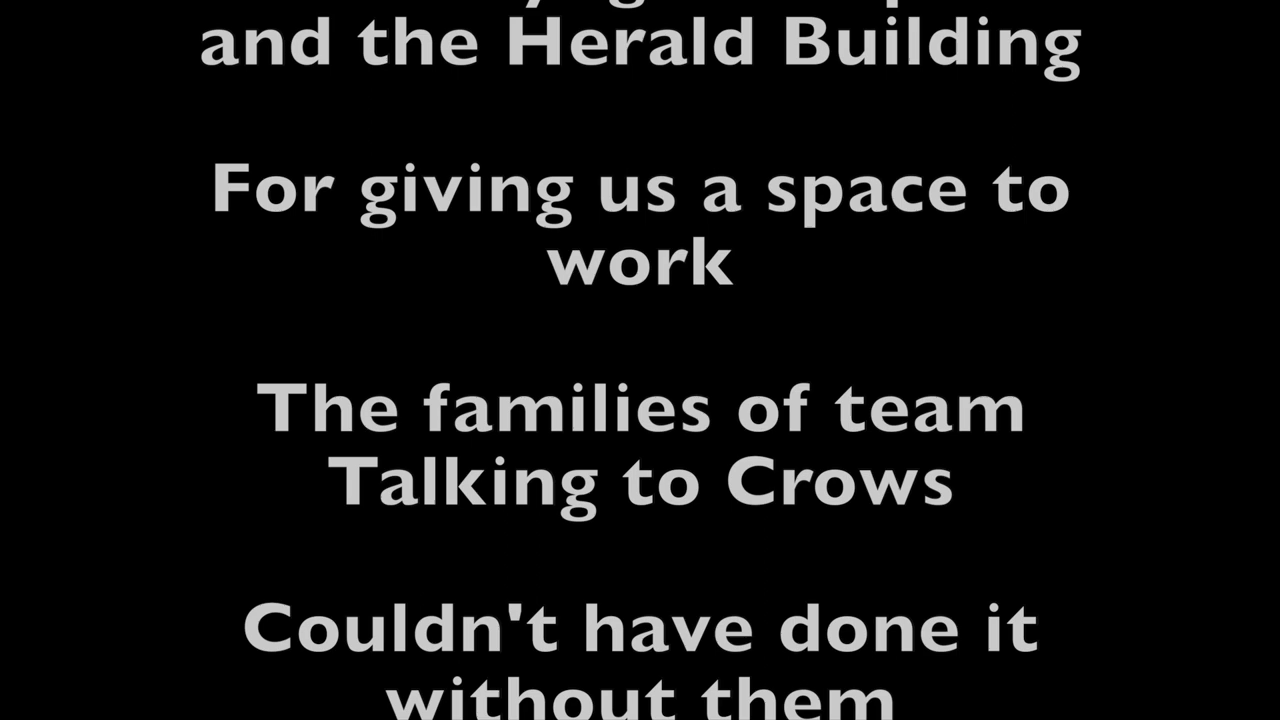 and the Herald Building
For giving us a space to
work
The families of team
Talking to Crows
Couldn't have done it
without them